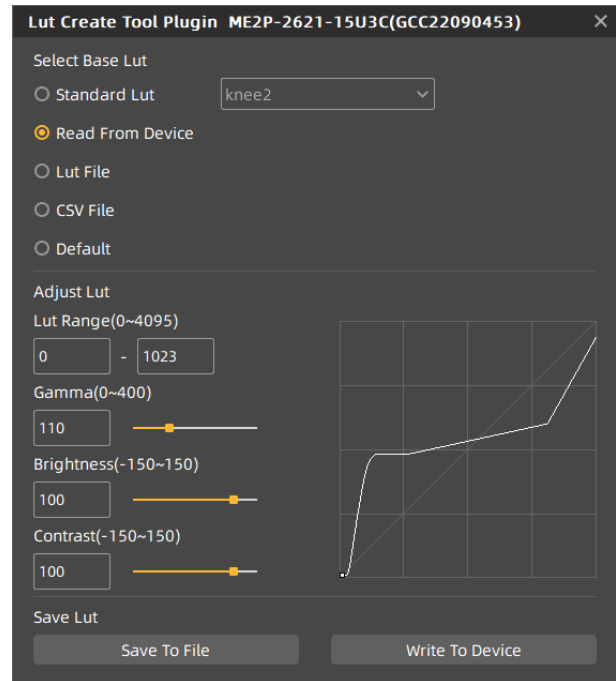 Lut Create Tool Plugin ME2P-2621-15U3C(GCC22090453)
Select Base Lut
Standard Lut knee2
Read From Device
Lut File
CSV File
Default
Adjust Lut
Lut Range(0~4095)
0 - 1023
Gamma(0~400)
110
Brightness(-150~150)
100
Contrast(-150~150)
100
Save Lut
Save To File Write To Device